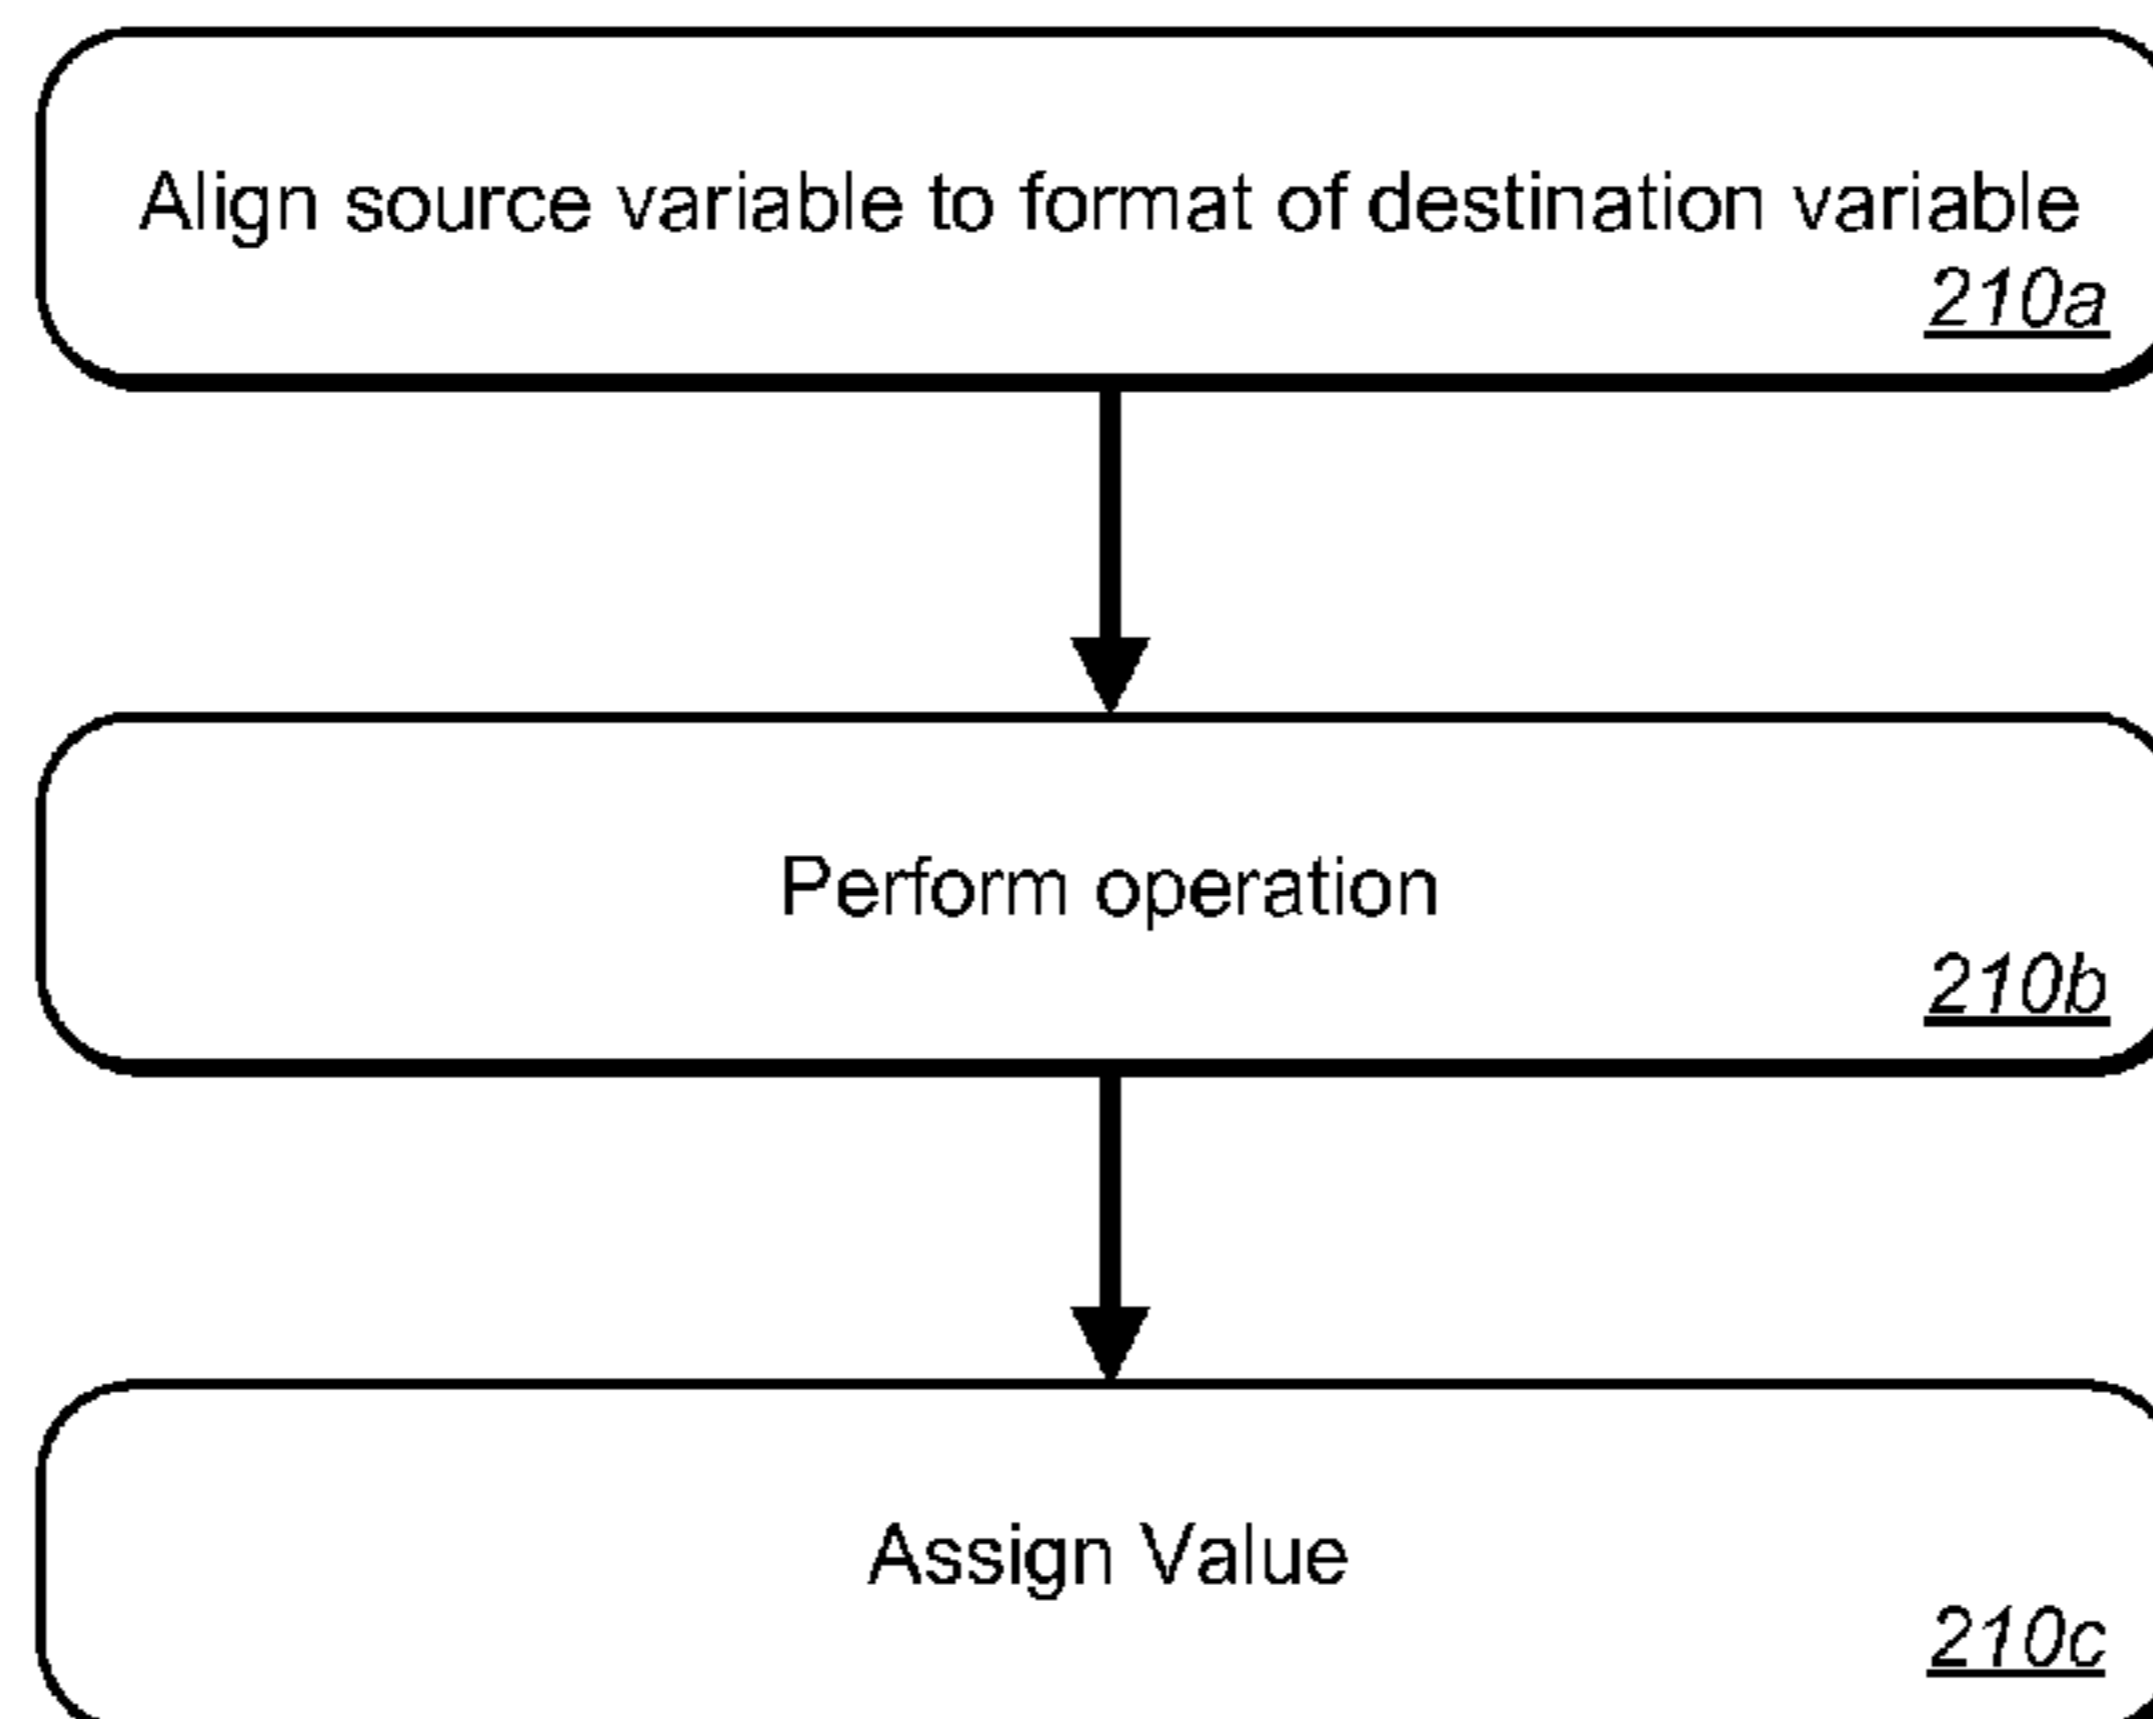 Align source variable to format of destination variable
210a
Perform operation
210b
Assign Value
210c